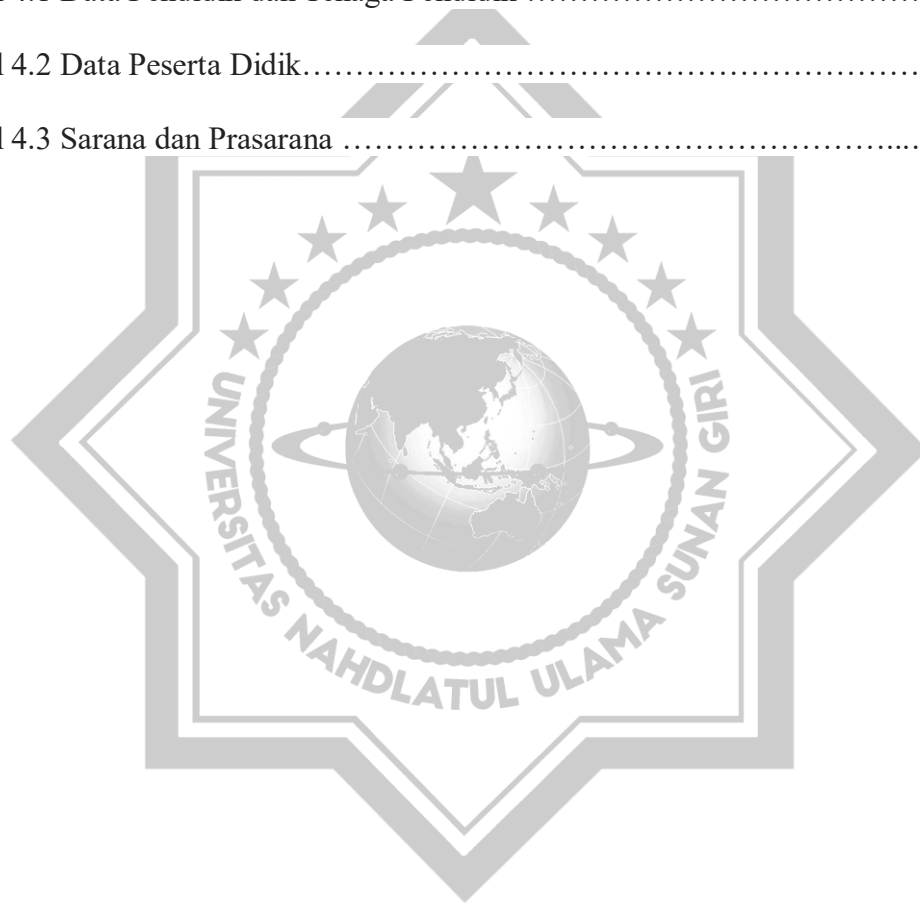 4.2 Data Peserta Didik……………………………………………………
4.3 Sarana dan Prasarana ……………………………………………...…
UNIVERSITAS NAHDLATUL ULAMA SUNAN GIRI